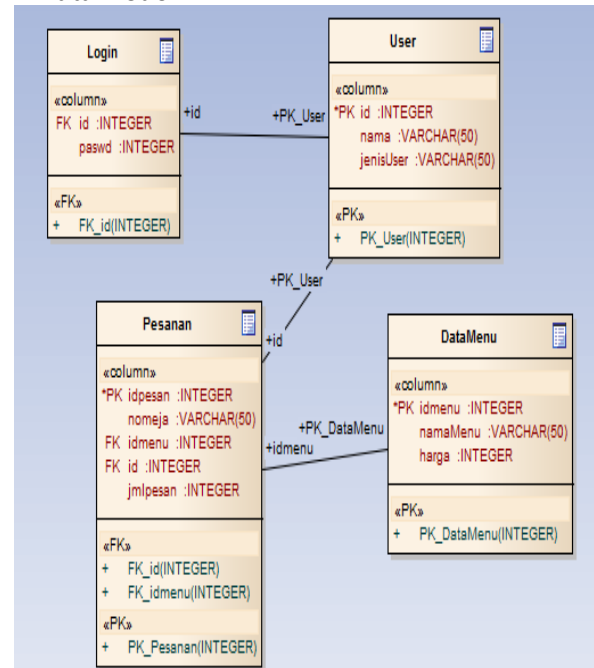 Login
«column»
FK id :INTEGER
paswd :INTEGER
«FK»
+ FK_id(INTEGER)
+id
+PK_User
User
«column»
*PK id :INTEGER
nama :VARCHAR(50)
jenisUser :VARCHAR(50)
«PK»
+ PK_User(INTEGER)
+PK_User
+id
Pesanan
«column»
*PK idpesan :INTEGER
nomeja :VARCHAR(50)
FK idmenu :INTEGER
FK id :INTEGER
jmlpesan :INTEGER
«FK»
+ FK_id(INTEGER)
+ FK_idmenu(INTEGER)
«PK»
+ PK_Pesanan(INTEGER)
+PK_DataMenu
+idmenu
DataMenu
«column»
*PK idmenu :INTEGER
namaMenu :VARCHAR(50)
harga :INTEGER
«PK»
+ PK_DataMenu(INTEGER)